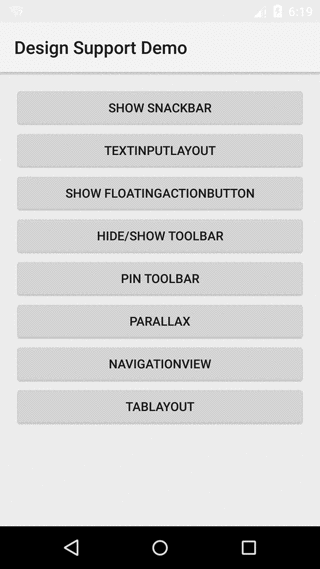 6:19
Design Support Demo
SHOW SNACKBAR
TEXTINPUTLAYOUT
SHOW FLOATINGACTIONBUTTON
HIDE/SHOW TOOLBAR
PIN TOOLBAR
PARALLAX
NAVIGATIONVIEW
TABLAYOUT